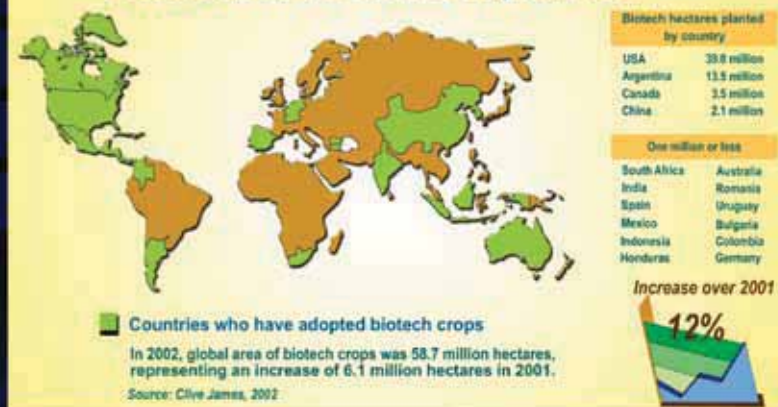 Biotech hectares planted
by country
USA 39.0 million
Argentina 13.5 million
Canada 3.5 million
China 2.1 million
One million or less
South Africa Australia
India Romania
Spain Uruguay
Mexico Bulgaria
Indonesia Colombia
Honduras Germany
Increase over 2001
12%
Countries who have adopted biotech crops
In 2002, global area of biotech crops was 58.7 million hectares,
representing an increase of 6.1 million hectares in 2001.
Source: Clive James, 2002